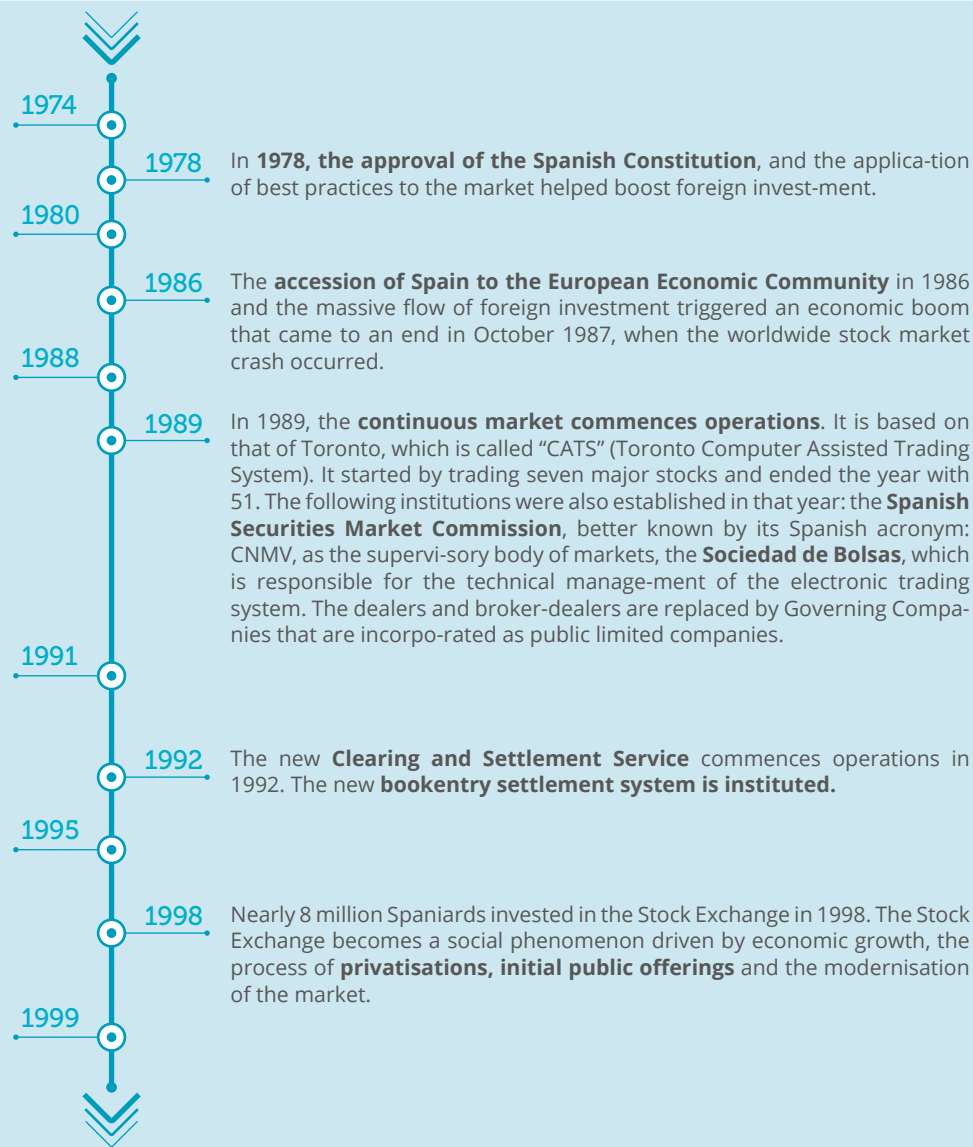 1974
1978
In 1978, the approval of the Spanish Constitution, and the applica-tion
of best practices to the market helped boost foreign invest-ment.
1980
1986
The accession of Spain to the European Economic Community in 1986
and the massive flow of foreign investment triggered an economic boom
that came to an end in October 1987, when the worldwide stock market
crash occurred.
1988
1989
In 1989, the continuous market commences operations. It is based on
that of Toronto, which is called “CATS” (Toronto Computer Assisted Trading
System). It started by trading seven major stocks and ended the year with
51. The following institutions were also established in that year: the Spanish
Securities Market Commission, better known by its Spanish acronym:
CNMV, as the supervi-sory body of markets, the Sociedad de Bolsas, which
is responsible for the technical manage-ment of the electronic trading
system. The dealers and broker-dealers are replaced by Governing Compa-
nies that are incorpo-rated as public limited companies.
1991
1992
The new Clearing and Settlement Service commences operations in
1992. The new bookentry settlement system is instituted.
1995
1998
Nearly 8 million Spaniards invested in the Stock Exchange in 1998. The Stock
Exchange becomes a social phenomenon driven by economic growth, the
process of privatisations, initial public offerings and the modernisation
of the market.
1999